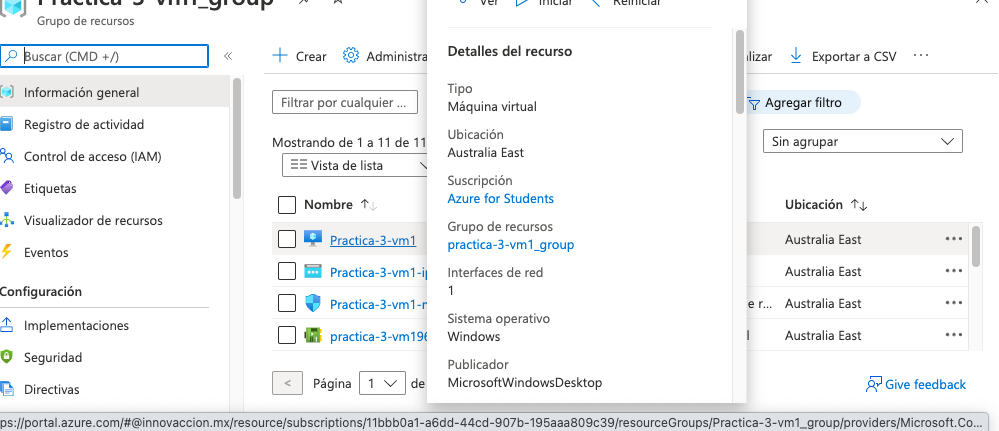 Practica-3-vm1_group
Grupo de recursos
Buscar (CMD +/)
Información general
Registro de actividad
Control de acceso (IAM)
Etiquetas
Visualizador de recursos
Eventos
Configuración
Implementaciones
Seguridad
Directivas
Crear
Administra
Ver
Iniciar
Reiniciar
lizar
Exportar a CSV
Filtrar por cualquier ...
Agregar filtro
Mostrando de 1 a 11 de 11
Sin agrupar
Vista de lista
Nombre
Ubicación
Practica-3-vm1
Australia East
Practica-3-vm1-ip
Australia East
Practica-3-vm1-n
e r...
Australia East
practica-3-vm196
l
Australia East
Página
1
de
Give feedback
Detalles del recurso
Tipo
Máquina virtual
Ubicación
Australia East
Suscripción
Azure for Students
Grupo de recursos
practica-3-vm1_group
Interfaces de red
1
Sistema operativo
Windows
Publicador
MicrosoftWindowsDesktop
ps://portal.azure.com/#@innovaccion.mx/resource/subscriptions/11bbb0a1-a6dd-44cd-907b-195aaa809c39/resourceGroups/Practica-3-vm1_group/providers/Microsoft.Co...